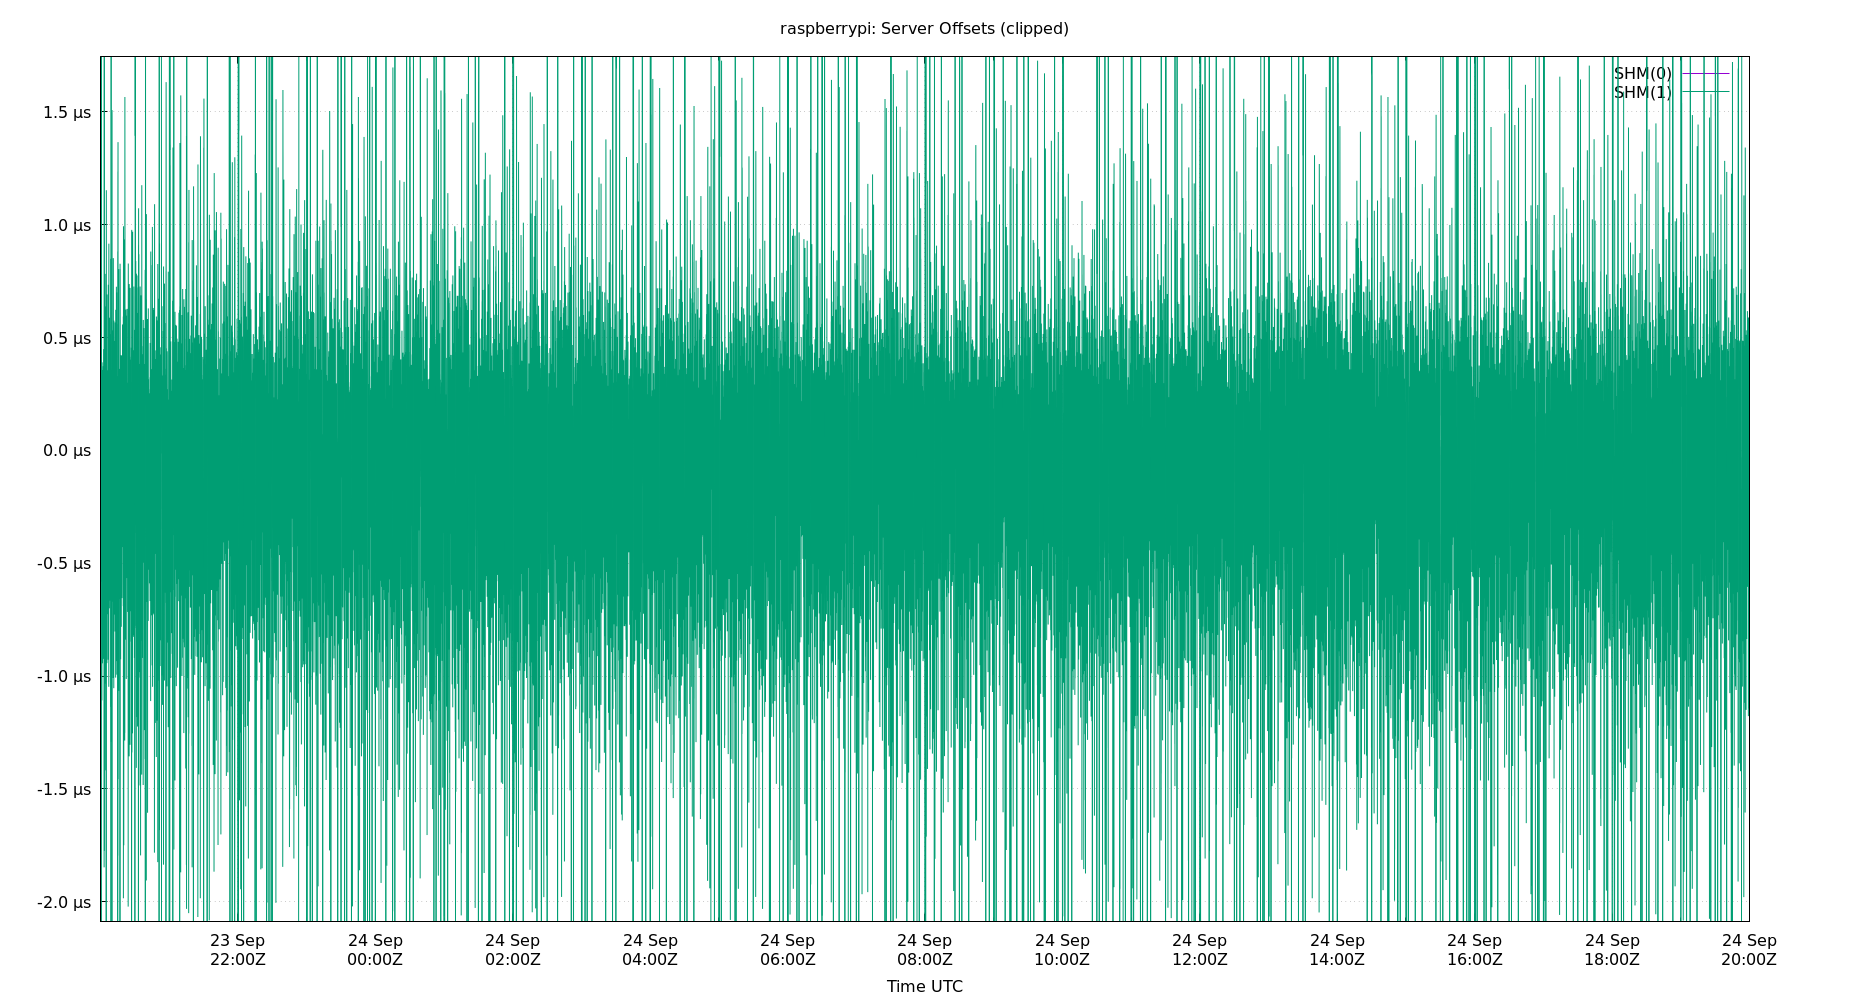 raspberrypi: Server Offsets (clipped)
SHM(0)
SHM(1)
1.5 µs
1.0 µs
0.5 µs
0.0 µs
-0.5 µs
-1.0 µs
-1.5 µs
-2.0 µs
23 Sep 24 Sep 24 Sep 24 Sep 24 Sep 24 Sep 24 Sep 24 Sep 24 Sep 24 Sep 24 Sep 24 Sep
22:00Z 00:00Z 02:00Z 04:00Z 06:00Z 08:00Z 10:00Z 12:00Z 14:00Z 16:00Z 18:00Z 20:00Z
Time UTC